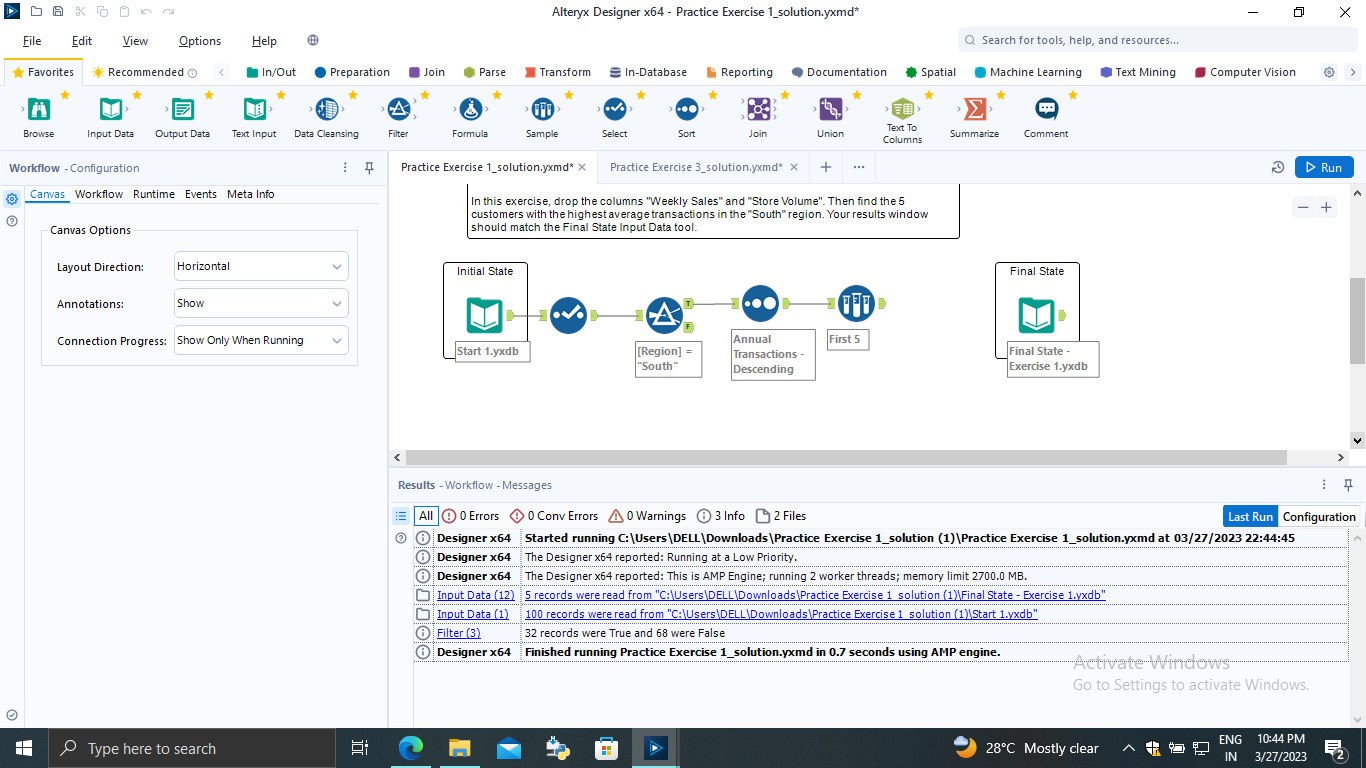 Alteryx Designer x64 - Practice Exercise 1_solution.yxmd*
File Edit View Options Help
Search for tools, help, and resources...
Favorites Recommended In/Out Preparation Join Parse Transform In-Database Reporting Documentation Spatial Machine Learning Text Mining Computer Vision
Browse Input Data Output Data Text Input Data Cleansing Filter Formula Sample Select Sort Join Union Text To Columns Summarize Comment
Workflow - Configuration
Canvas Workflow Runtime Events Meta Info
Canvas Options
Layout Direction: Horizontal
Annotations: Show
Connection Progress: Show Only When Running
Practice Exercise 1_solution.yxmd* Practice Exercise 3_solution.yxmd*
Run
In this exercise, drop the columns "Weekly Sales" and "Store Volume". Then find the 5
customers with the highest average transactions in the "South" region. Your results window
should match the Final State Input Data tool.
Initial State
Start 1.yxdb
T
F
[Region] =
"South"
Annual
Transactions -
Descending
First 5
Final State
Final State -
Exercise 1.yxdb
Results - Workflow - Messages
All 0 Errors 0 Conv Errors 0 Warnings 3 Info 2 Files Last Run Configuration
Designer x64 Started running C:\Users\DELL\Downloads\Practice Exercise 1_solution (1)\Practice Exercise 1_solution.yxmd at 03/27/2023 22:44:45
Designer x64 The Designer x64 reported: Running at a Low Priority.
Designer x64 The Designer x64 reported: This is AMP Engine; running 2 worker threads; memory limit 2700.0 MB.
Input Data (12) 5 records were read from "C:\Users\DELL\Downloads\Practice Exercise 1_solution (1)\Final State - Exercise 1.yxdb"
Input Data (1) 100 records were read from "C:\Users\DELL\Downloads\Practice Exercise 1_solution (1)\Start 1.yxdb"
Filter (3) 32 records were True and 68 were False
Designer x64 Finished running Practice Exercise 1_solution.yxmd in 0.7 seconds using AMP engine.
Activate Windows
Go to Settings to activate Windows.
Type here to search
28°C Mostly clear
ENG
IN
10:44 PM
3/27/2023
2